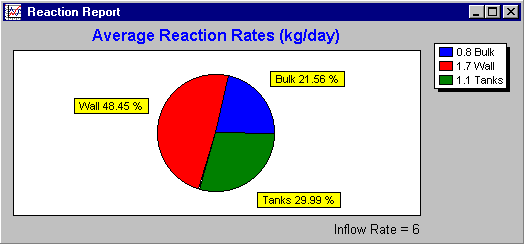 Reaction Report
Average Reaction Rates (kg/day)
0.8 Bulk
1.7 Wall
1.1 Tanks
Bulk 21.56 %
Wall 48.45 %
Tanks 29.99 %
Inflow Rate = 6